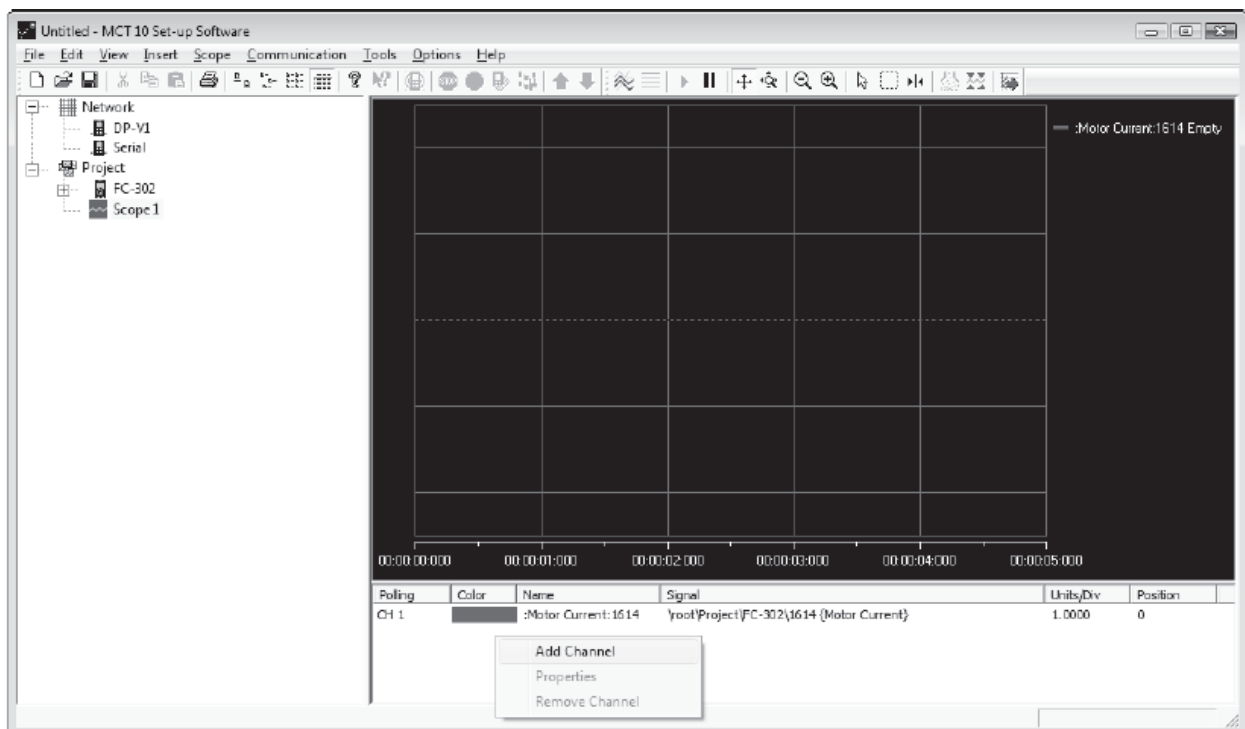 Untitled - MCT 10 Set-up Software
File Edit View Insert Scope Communication Tools Options Help
Network
DP-V1
Serial
Project
FC-302
Scope1
:Motor Current:1614 Empty
00:00:00:000 00:00:01:000 00:00:02:000 00:00:03:000 00:00:04:000 00:00:05:000
Polling Color Name Signal Units/Div Position
CH 1 :Motor Current:1614 \root\Project\FC-302\1614 {Motor Current} 1.0000 0
Add Channel
Properties
Remove Channel